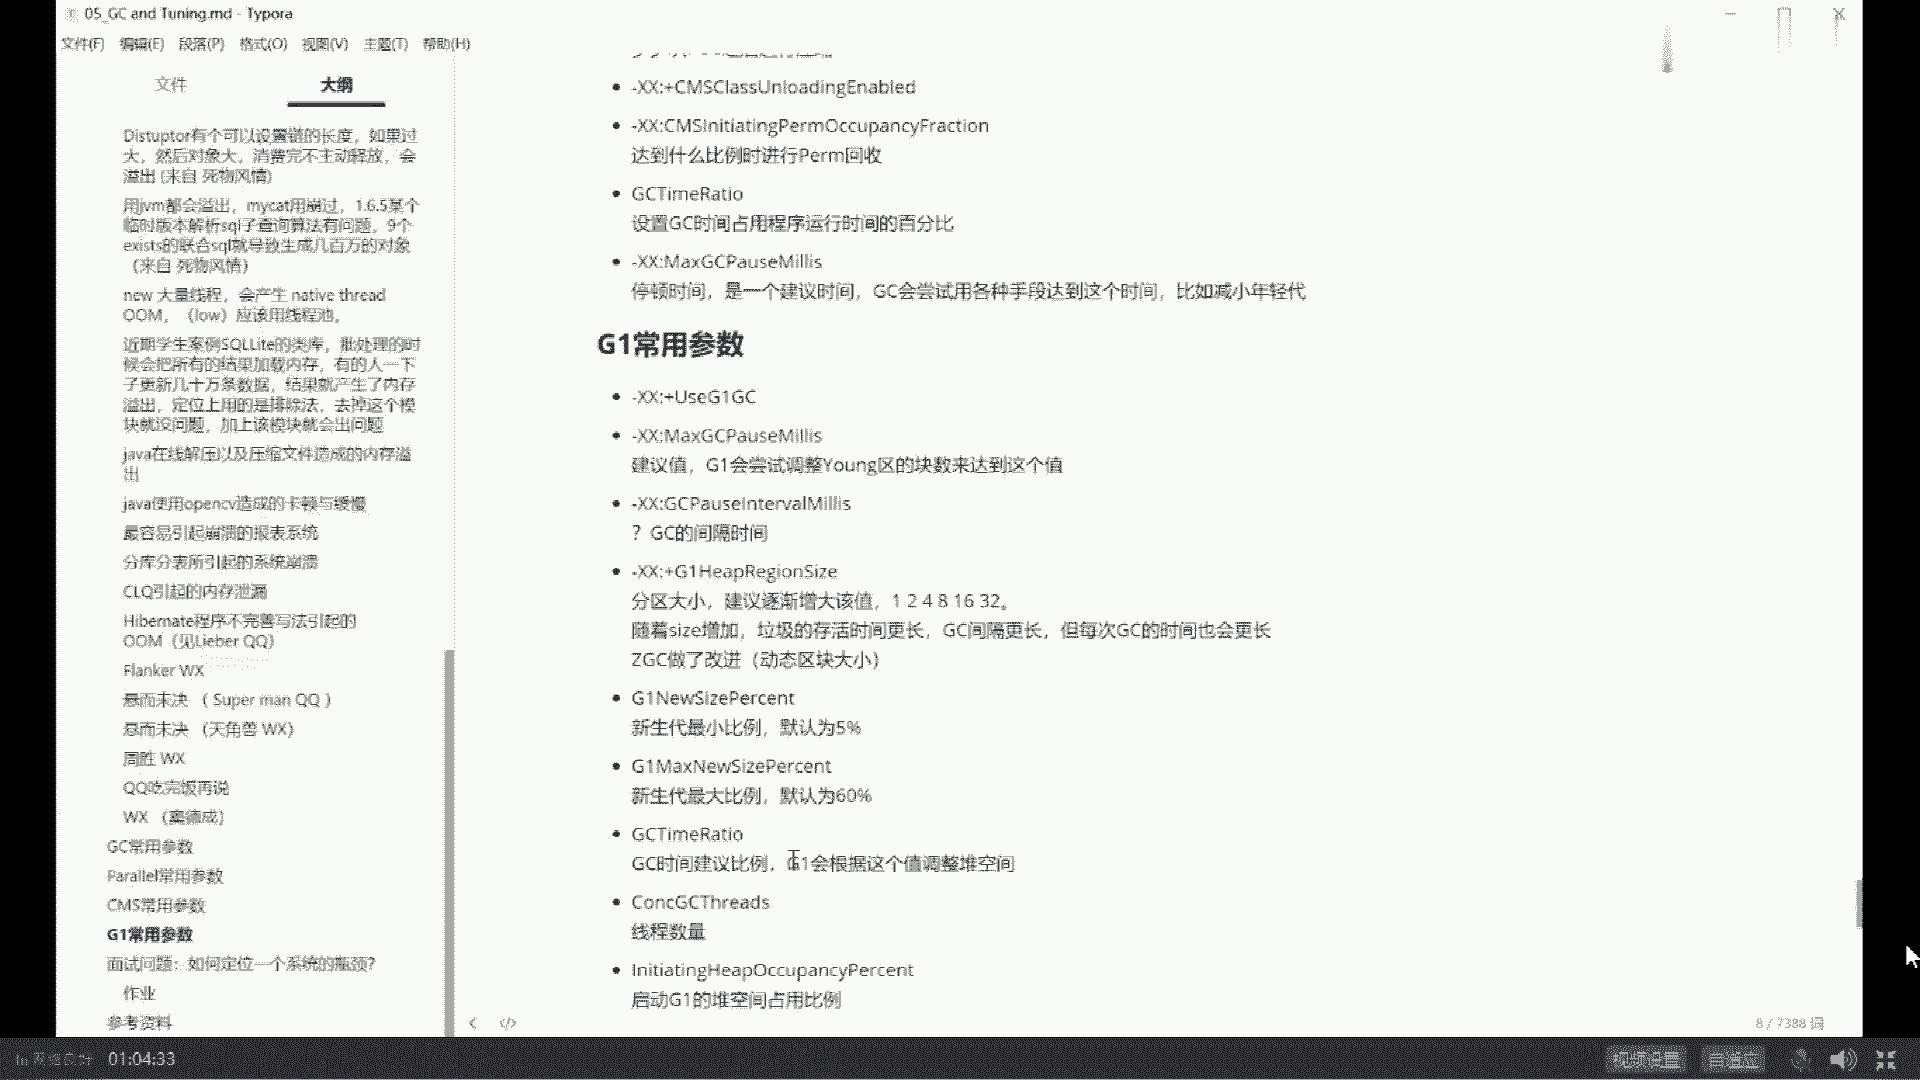 05_GC and Tuning.md - Typora
文件(F) 编辑(E) 段落(P) 格式(O) 视图(V) 主题(T) 帮助(H)
文件
大纲
Distuptor有个可以设置链的长度，如果过
大，然后对象大，消费完不主动释放，会
溢出 (来自 死物风情)
用jvm都会溢出，mycat用崩过，1.6.5某个
临时版本解析sql子查询算法有问题，9个
exists的联合sql就导致生成几百万的对象
（来自 死物风情）
new 大量线程，会产生 native thread
OOM，（low）应该用线程池，
近期学生案例SQLLite的类库，批处理的时
候会把所有的结果加载内存，有的人一下
子更新几十万条数据，结果就产生了内存
溢出，定位上用的是排除法，去掉这个模
块就没问题，加上该模块就会出问题
java在线解压以及压缩文件造成的内存溢
出
java使用opencv造成的卡顿与缓慢
最容易引起崩溃的报表系统
分库分表所引起的系统崩溃
CLQ引起的内存泄漏
Hibernate程序不完善写法引起的
OOM（见Lieber QQ）
Flanker WX
悬而未决 （ Super man QQ ）
悬而未决 （天角兽 WX）
周胜 WX
QQ吃完饭再说
WX
GC常用参数
Parallel常用参数
CMS常用参数
G1常用参数
面试问题：如何定位一个系统的瓶颈？
作业
参考资料
-XX:+CMSClassUnloadingEnabled
-XX:CMSInitiatingPermOccupancyFraction
达到什么比例时进行Perm回收
GCTimeRatio
设置GC时间占用程序运行时间的百分比
-XX:MaxGCPauseMillis
停顿时间，是一个建议时间，GC会尝试用各种手段达到这个时间，比如减小年轻代
G1常用参数
-XX:+UseG1GC
-XX:MaxGCPauseMillis
建议值，G1会尝试调整Young区的块数来达到这个值
-XX:GCPauseIntervalMillis
？GC的间隔时间
-XX:+G1HeapRegionSize
分区大小，建议逐渐增大该值，1 2 4 8 16 32。
随着size增加，垃圾的存活时间更长，GC间隔更长，但每次GC的时间也会更长
ZGC做了改进（动态区块大小）
G1NewSizePercent
新生代最小比例，默认为5%
G1MaxNewSizePercent
新生代最大比例，默认为60%
GCTimeRatio
GC时间建议比例，G1会根据这个值调整堆空间
ConcGCThreads
线程数量
InitiatingHeapOccupancyPercent
启动G1的堆空间占用比例
8 / 7388 词
01:04:33
视频设置
自适应